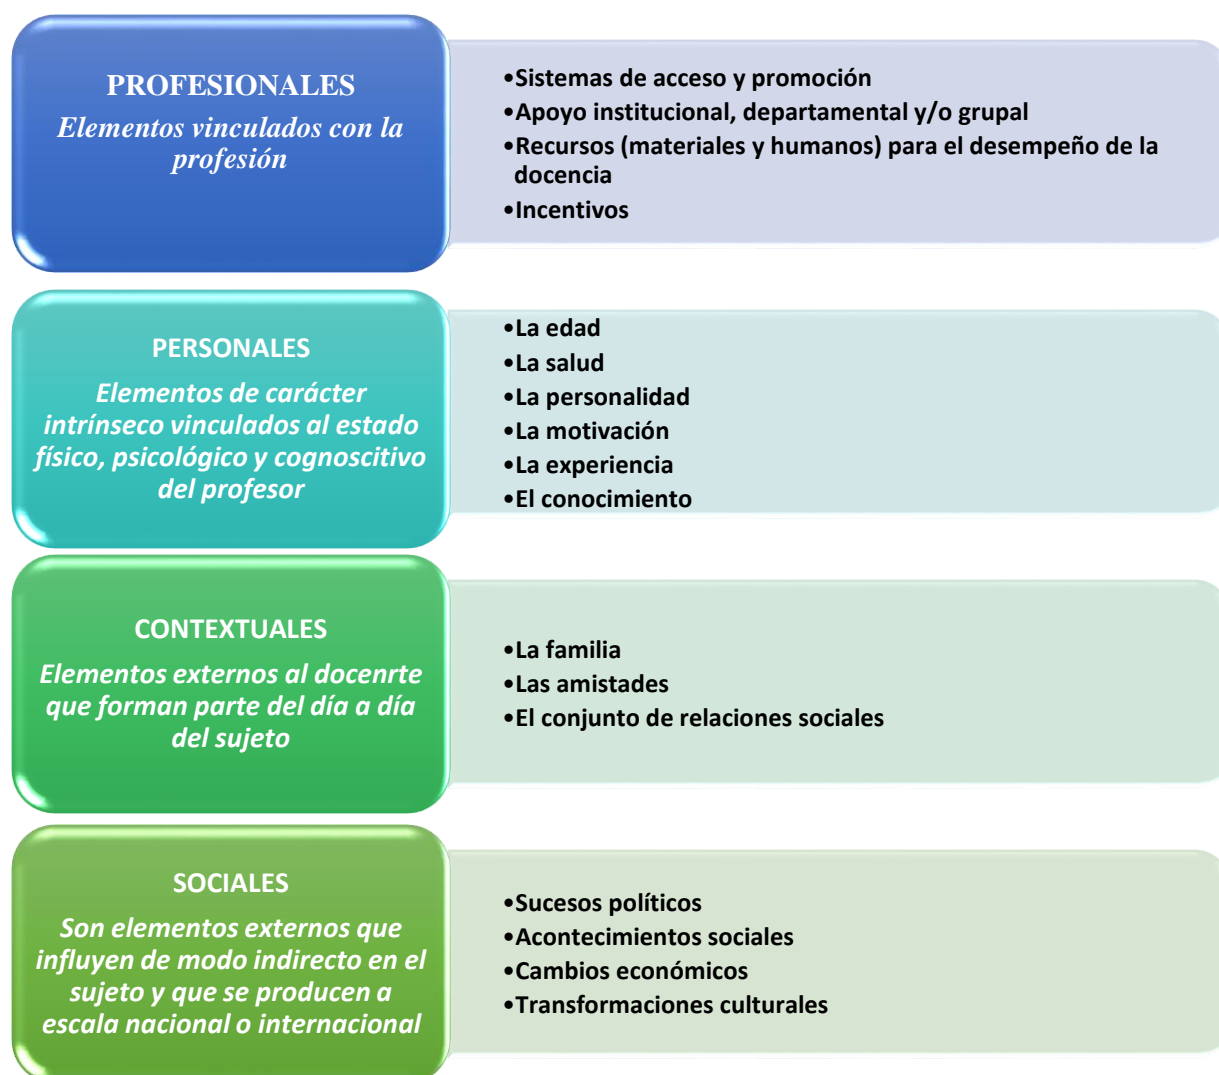 PROFESIONALES
Elementos vinculados con la
profesión
•Sistemas de acceso y promoción
•Apoyo institucional, departamental y/o grupal
•Recursos (materiales y humanos) para el desempeño de la
docencia
•Incentivos
PERSONALES
Elementos de carácter
intrínseco vinculados al estado
físico, psicológico y cognoscitivo
del profesor
•La edad
•La salud
•La personalidad
•La motivación
•La experiencia
•El conocimiento
CONTEXTUALES
Elementos externos al docenrte
que forman parte del día a día
del sujeto
•La familia
•Las amistades
•El conjunto de relaciones sociales
SOCIALES
Son elementos externos que
influyen de modo indirecto en el
sujeto y que se producen a
escala nacional o internacional
•Sucesos políticos
•Acontecimientos sociales
•Cambios económicos
•Transformaciones culturales